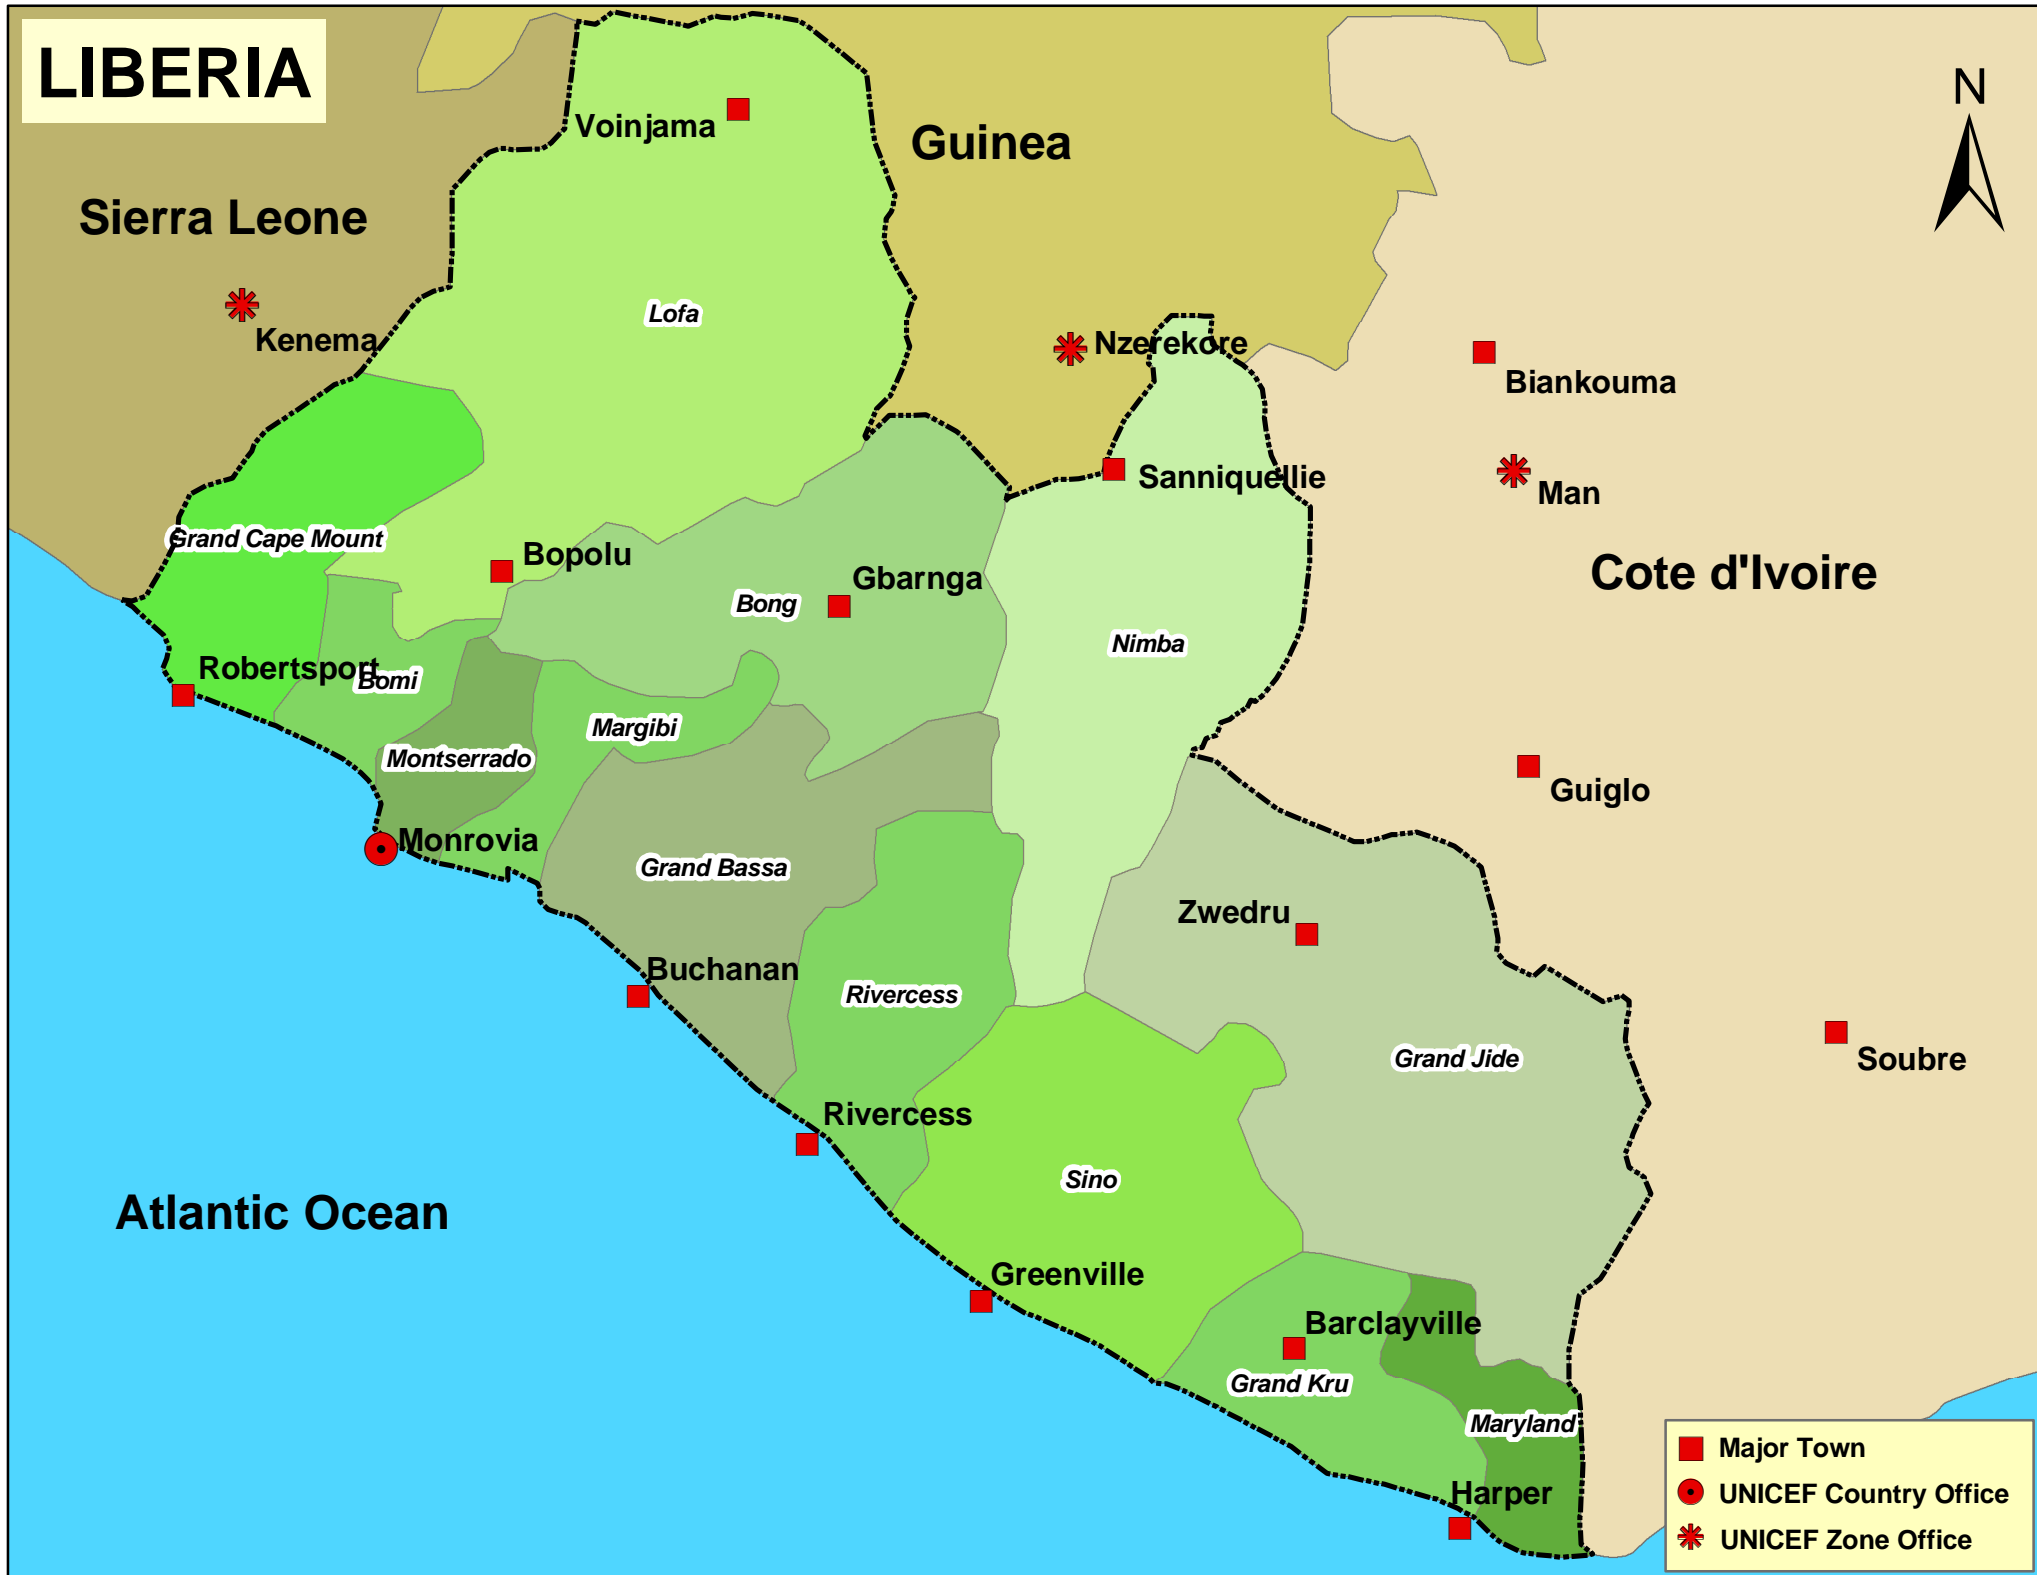 LIBERIA
N
Voinjama
Guinea
Sierra Leone
Lofa
Kenema
Nzerekore
Biankouma
Sanniquellie
Man
Grand Cape Mount
Bopolu
Gbarnga
Cote d'Ivoire
Bong
Nimba
Robertsport
Bomi
Margibi
Montserrado
Guiglo
Monrovia
Grand Bassa
Zwedru
Buchanan
Rivercess
Grand Jide
Soubre
Rivercess
Sino
Atlantic Ocean
Greenville
Barclayville
Grand Kru
Maryland
Harper
Major Town
UNICEF Country Office
UNICEF Zone Office